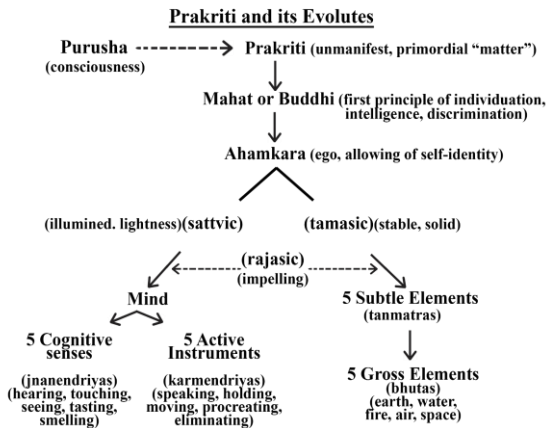 Prakriti and its Evolutes
Purusha
(consciousness)
Prakriti (unmanifest, primordial “matter”)
Mahat or Buddhi (first principle of individuation,
intelligence, discrimination)
Ahamkara (ego, allowing of self-identity)
(illumined. lightness)(sattvic)
(tamasic)(stable, solid)
(rajasic)
(impelling)
Mind
5 Cognitive
senses
(jnanendriyas)
(hearing, touching,
seeing, tasting,
smelling)
5 Active
Instruments
(karmendriyas)
(speaking, holding,
moving, procreating,
eliminating)
5 Subtle Elements
(tanmatras)
5 Gross Elements
(bhutas)
(earth, water,
fire, air, space)